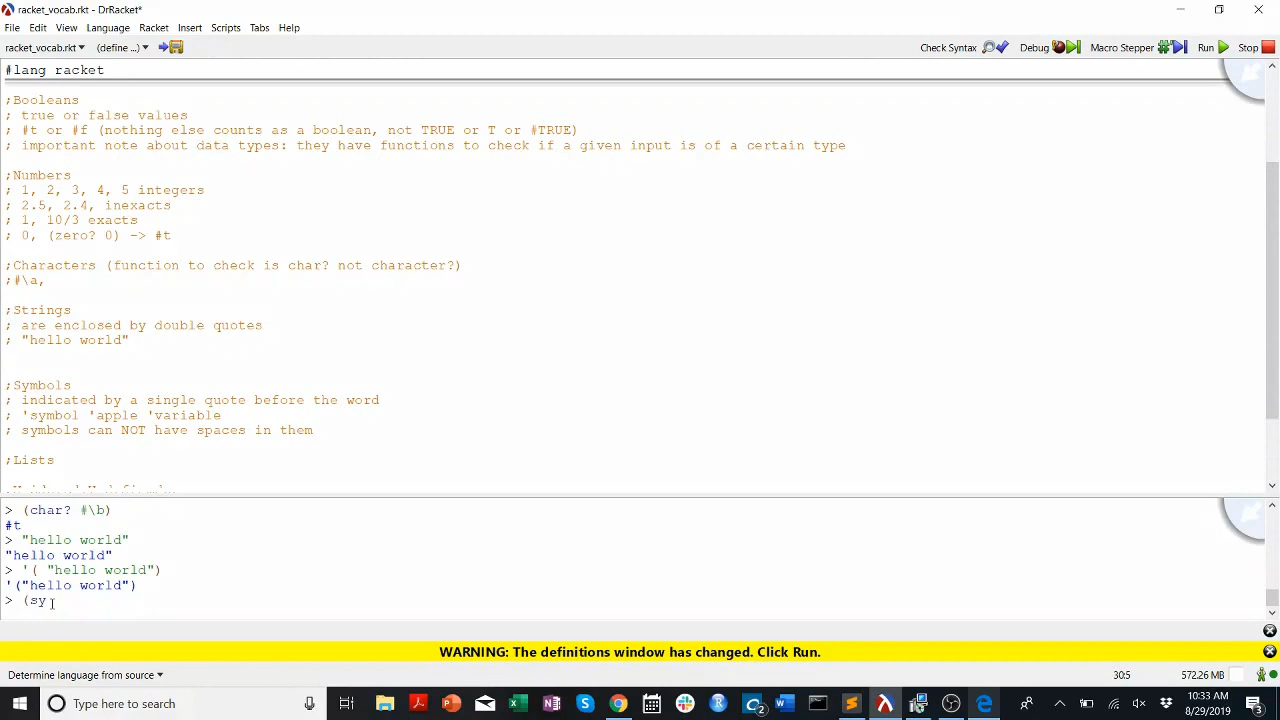 racket_vocab.rkt - DrRacket*
File Edit View Language Racket Insert Scripts Tabs Help
racket_vocab.rkt (define ...) Check Syntax Debug Macro Stepper Run Stop
#lang racket
;Booleans
; true or false values
; #t or #f (nothing else counts as a boolean, not TRUE or T or #TRUE)
; important note about data types: they have functions to check if a given input is of a certain type
;Numbers
; 1, 2, 3, 4, 5 integers
; 2.5, 2.4, inexacts
; 1, 10/3 exacts
; 0, (zero? 0) -> #t
;Characters (function to check is char? not character?)
;#\a,
;Strings
; are enclosed by double quotes
; "hello world"
;Symbols
; indicated by a single quote before the word
; 'symbol 'apple 'variable
; symbols can NOT have spaces in them
;Lists
> (char? #\b)
#t
> "hello world"
"hello world"
> '( "hello world")
'("hello world")
> (sy
WARNING: The definitions window has changed. Click Run.
Determine language from source 30:5 572.26 MB
Type here to search 10:33 AM
8/29/2019